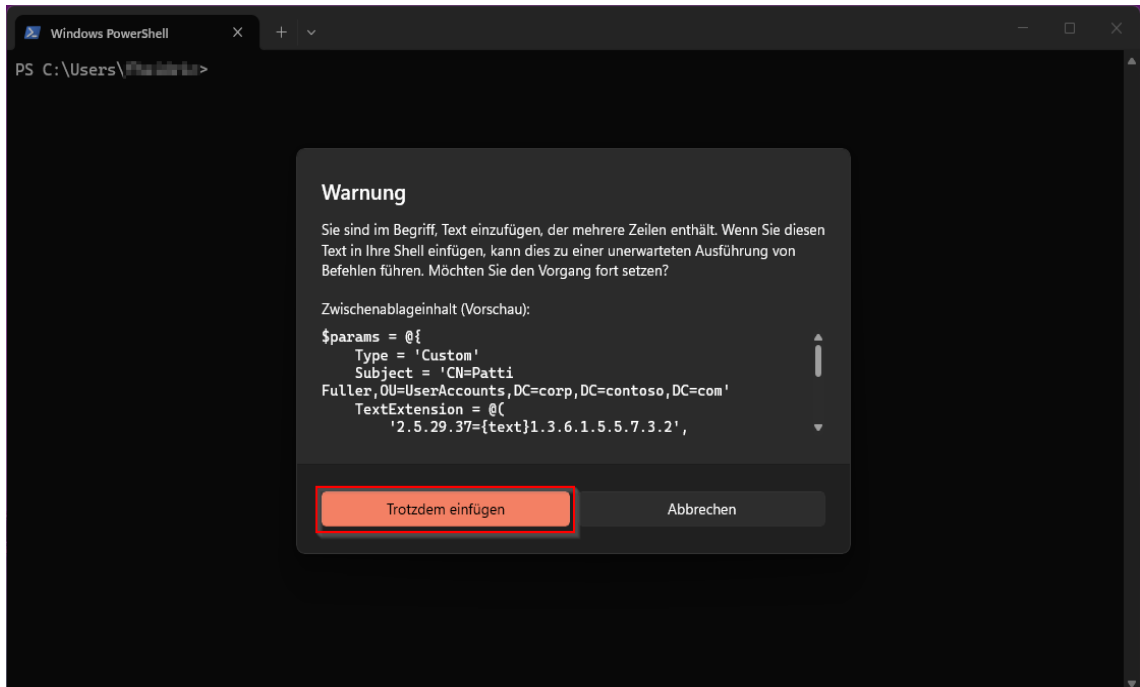 Windows PowerShell
PS C:\Users\ >
Warnung
Sie sind im Begriff, Text einzufügen, der mehrere Zeilen enthält. Wenn Sie diesen
Text in Ihre Shell einfügen, kann dies zu einer unerwarteten Ausführung von
Befehlen führen. Möchten Sie den Vorgang fort setzen?
Zwischenablageinhalt (Vorschau):
$params = @{
    Type = 'Custom'
    Subject = 'CN=Patti
Fuller,OU=UserAccounts,DC=corp,DC=contoso,DC=com'
    TextExtension = @(
        '2.5.29.37={text}1.3.6.1.5.5.7.3.2',
Trotzdem einfügen
Abbrechen